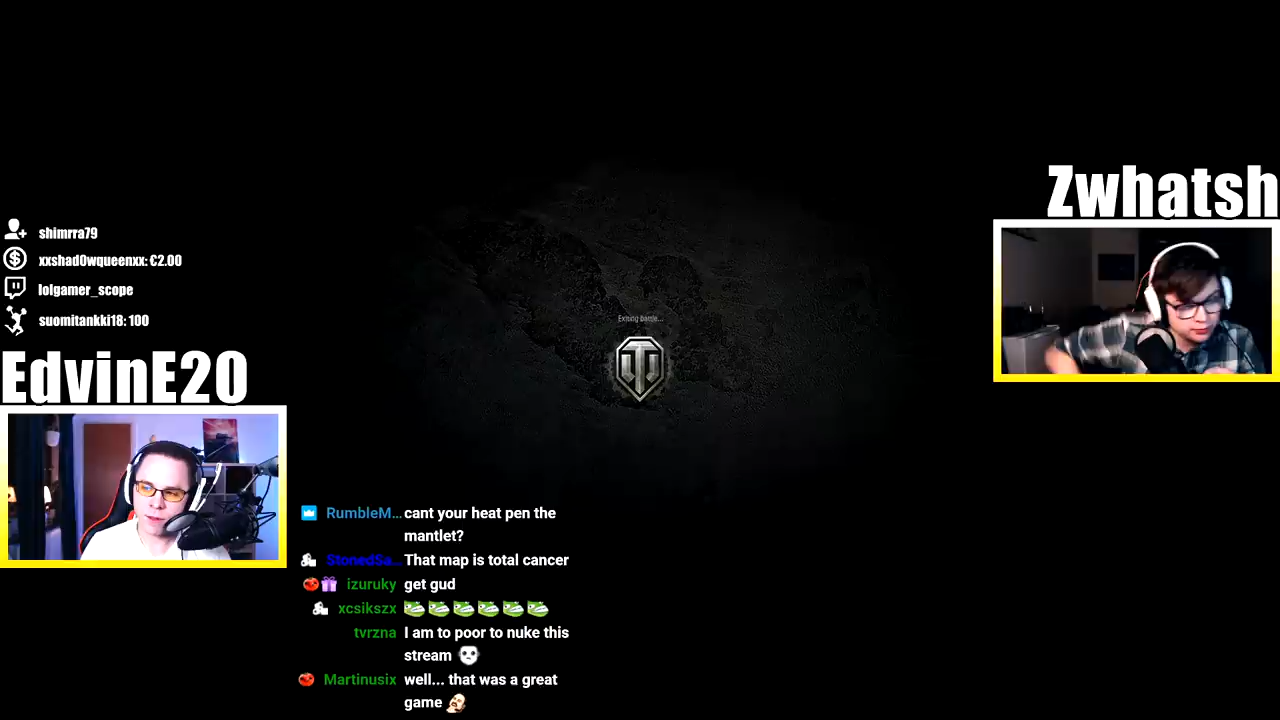 Zwhatsh
shimrra79
xxshad0wqueenxx: €2.00
lolgamer_scope
suomitankki18: 100
Exiting battle...
EdvinE20
RumbleM... cant your heat pen the
mantlet?
StonedSa... That map is total cancer
izuruky get gud
xcsikszx
tvrzna I am to poor to nuke this
stream
Martinusix well... that was a great
game